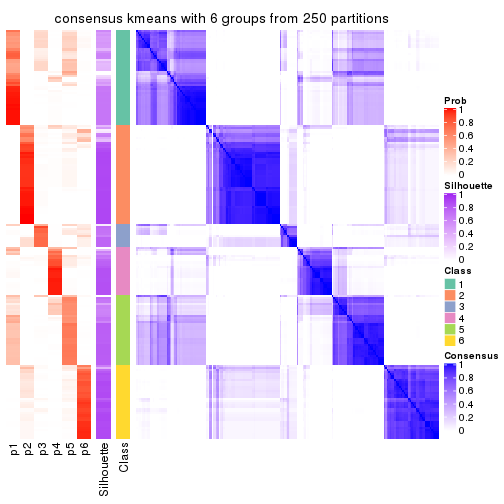 consensus kmeans with 6 groups from 250 partitions
Prob
1
0.8
0.6
0.4
0.2
0
Silhouette
1
0.8
0.6
0.4
0.2
0
Class
1
2
3
4
5
6
Consensus
1
0.8
0.6
0.4
0.2
0
p1
p2
p3
p4
p5
p6
Silhouette
Class